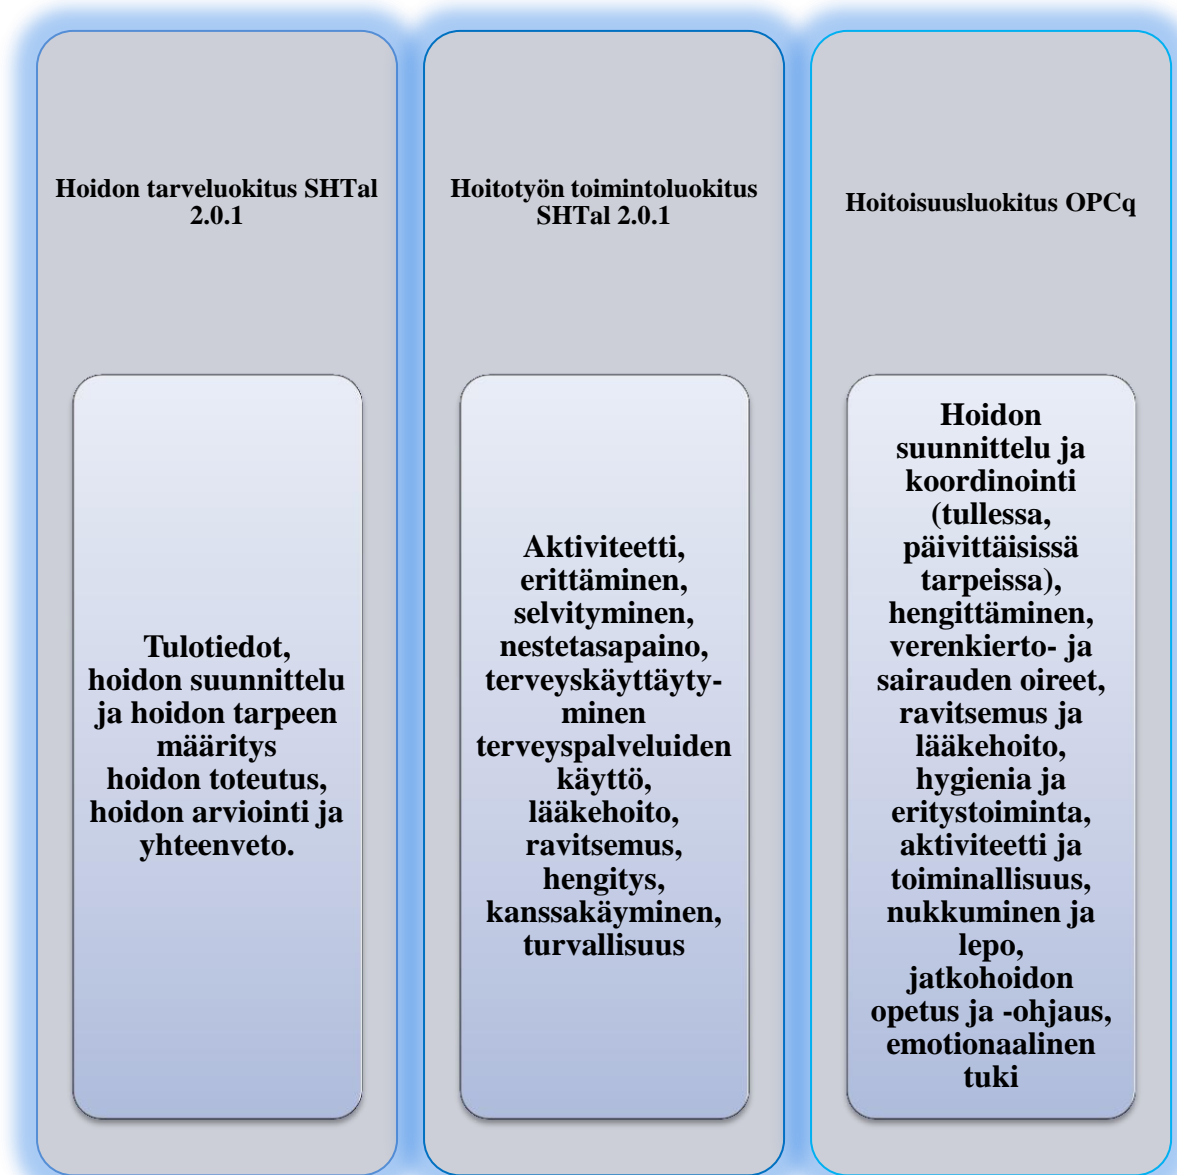 Hoidon tarveluokitus SHTal
2.0.1
Tulotiedot,
hoidon suunnittelu
ja hoidon tarpeen
määritys
hoidon toteutus,
hoidon arviointi ja
yhteenveto.
Hoitotyön toimintoluokitus
SHTal 2.0.1
Aktiviteetti,
erittäminen,
selvityminen,
nestetasapaino,
terveyskäyttäyty-
minen
terveyspalveluiden
käyttö,
lääkehoito,
ravitsemus,
hengitys,
kanssakäyminen,
turvallisuus
Hoitoisuusluokitus OPCq
Hoidon
suunnittelu ja
koordinointi
(tullessa,
päivittäisissä
tarpeissa),
hengittäminen,
verenkierto- ja
sairauden oireet,
ravitsemus ja
lääkehoito,
hygienia ja
eritystoiminta,
aktiviteetti ja
toiminallisuus,
nukkuminen ja
lepo,
jatkohoidon
opetus ja -ohjaus,
emotionaalinen
tuki